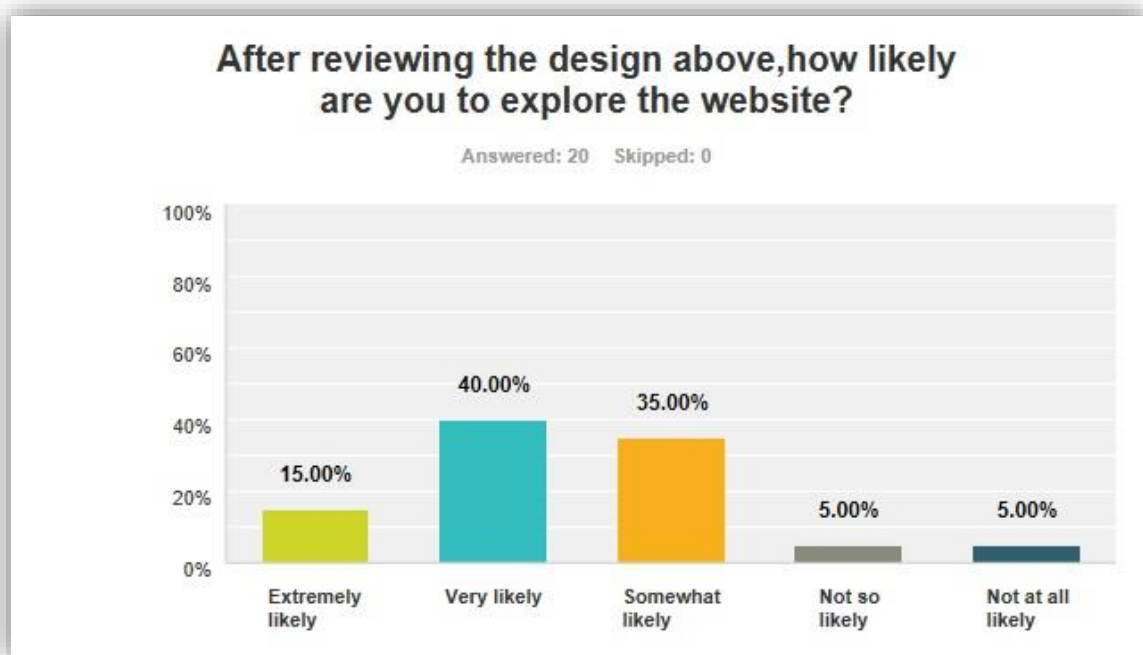 After reviewing the design above,how likely
are you to explore the website?
Answered: 20 Skipped: 0
100%
80%
60%
40%
20%
0%
15.00%
40.00%
35.00%
5.00%
5.00%
Extremely
likely
Very likely
Somewhat
likely
Not so
likely
Not at all
likely